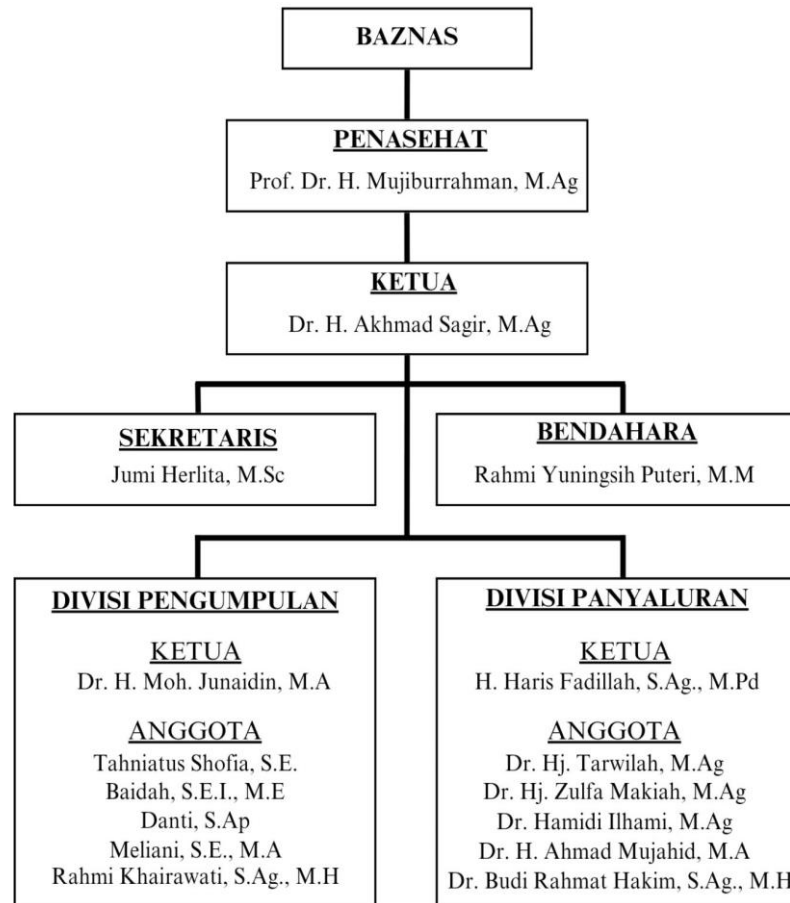 BAZNAS
PENASEHAT
Prof. Dr. H. Mujiburrahman, M.Ag
KETUA
Dr. H. Akhmad Sagir, M.Ag
SEKRETARIS
Jumi Herlita, M.Sc
BENDAHARA
Rahmi Yuningsih Puteri, M.M
DIVISI PENGUMPULAN
KETUA
Dr. H. Moh. Junaidin, M.A
ANGGOTA
Tahniatus Shofia, S.E.
Baidah, S.E.I., M.E
Danti, S.Ap
Meliani, S.E., M.A
Rahmi Khairawati, S.Ag., M.H
DIVISI PANYALURAN
KETUA
H. Haris Fadillah, S.Ag., M.Pd
ANGGOTA
Dr. Hj. Tarwilah, M.Ag
Dr. Hj. Zulfa Makiah, M.Ag
Dr. Hamidi Ilhami, M.Ag
Dr. H. Ahmad Mujahid, M.A
Dr. Budi Rahmat Hakim, S.Ag., M.H